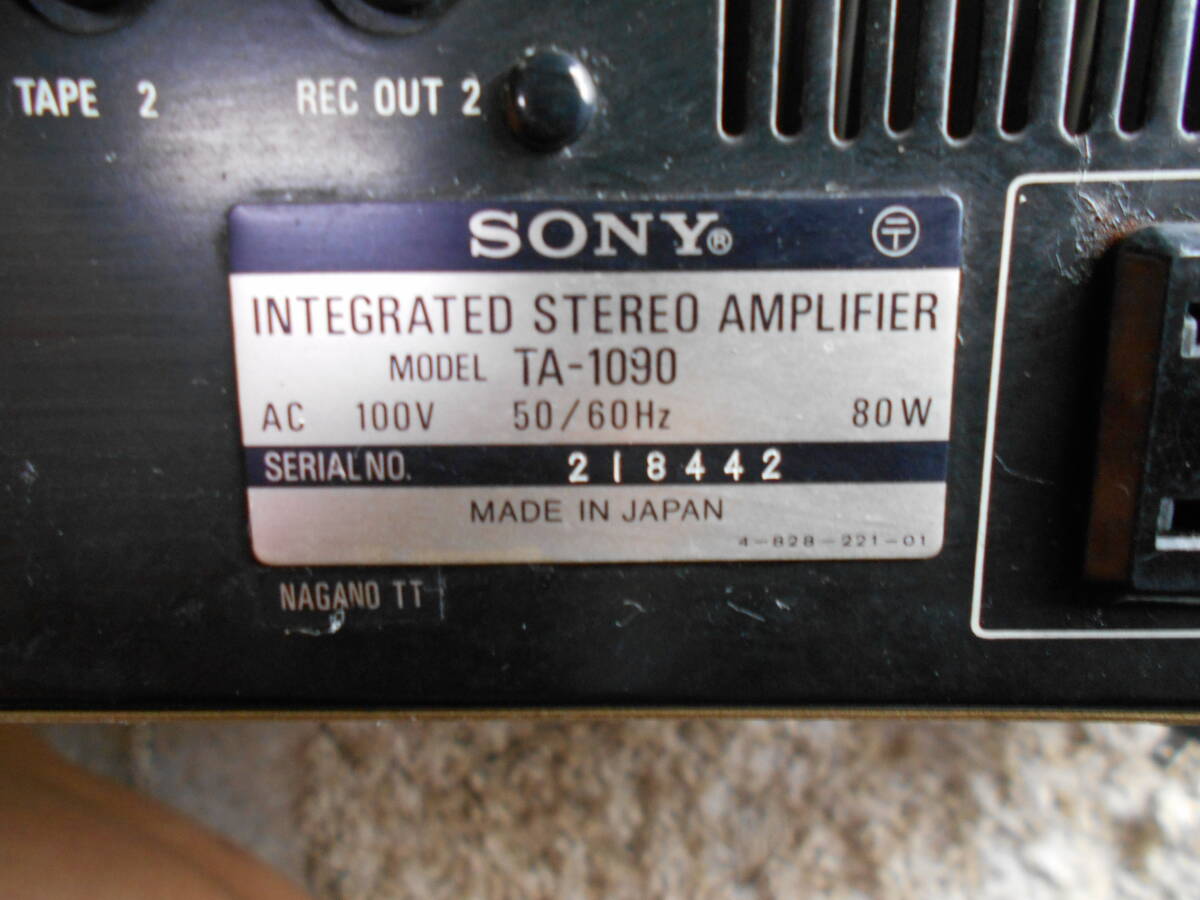 TAPE 2 REC OUT 2
SONY®
〒
INTEGRATED STEREO AMPLIFIER
MODEL TA-1090
AC 100V 50/60Hz 80W
SERIAL NO. 218442
MADE IN JAPAN
4-828-221-01
NAGANO TT